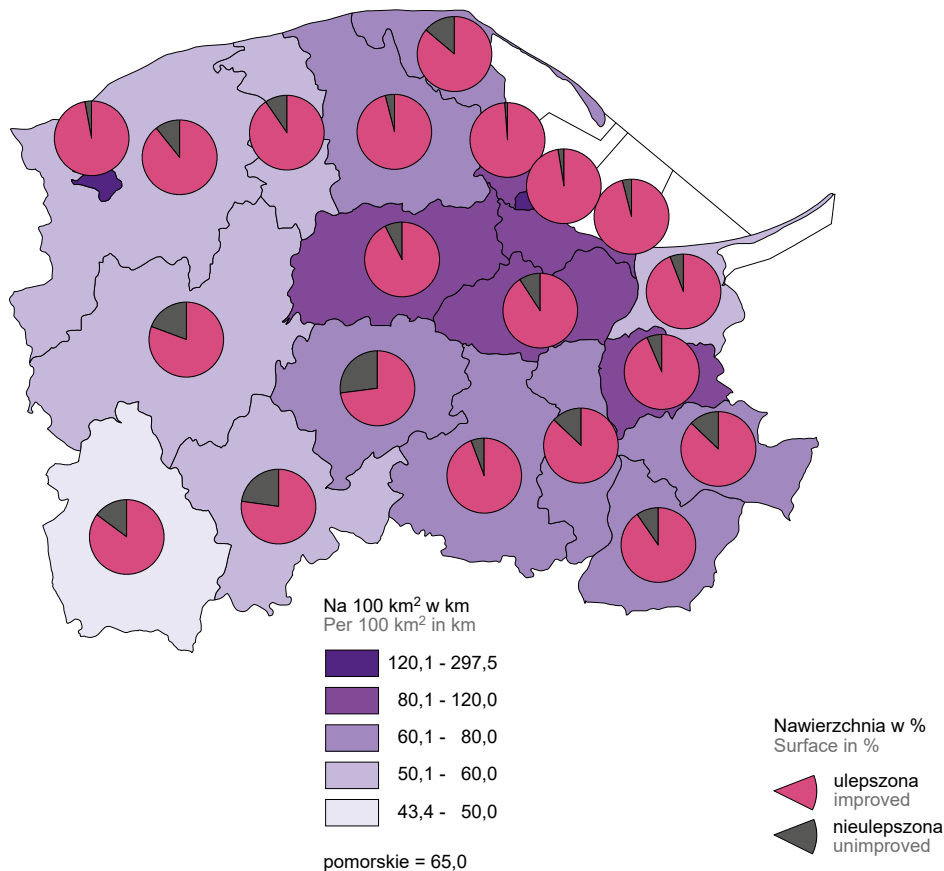 Na 100 km² w km
Per 100 km² in km
120,1 - 297,5
80,1 - 120,0
60,1 - 80,0
50,1 - 60,0
43,4 - 50,0
pomorskie = 65,0
Nawierzchnia w %
Surface in %
ulepszona
improved
nieulepszona
unimproved